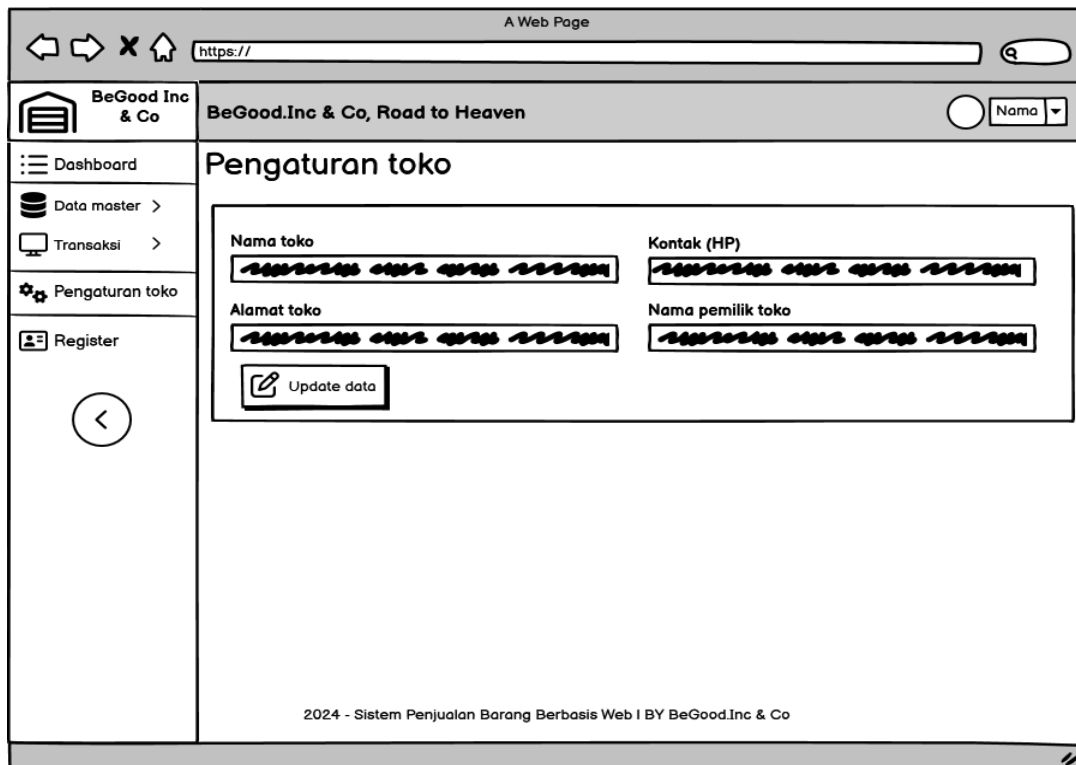 A Web Page
https://
BeGood Inc
& Co
BeGood.Inc & Co, Road to Heaven
Nama
Dashboard
Data master
Transaksi
Pengaturan toko
Register
Pengaturan toko
Nama toko
Kontak (HP)
Alamat toko
Nama pemilik toko
Update data
2024 - Sistem Penjualan Barang Berbasis Web | BY BeGood.Inc & Co